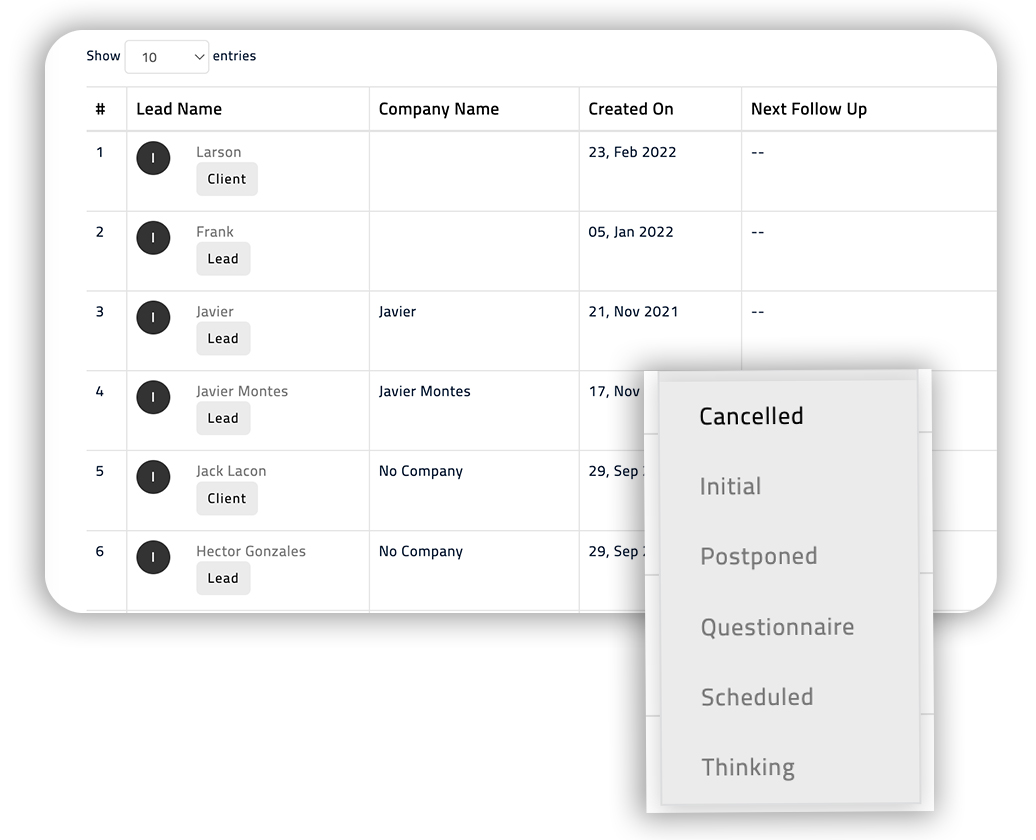 Show 10 entries
# Lead Name Company Name Created On Next Follow Up
1 I Larson 23, Feb 2022 --
Client
2 I Frank 05, Jan 2022 --
Lead
3 I Javier Javier 21, Nov 2021 --
Lead
4 I Javier Montes Javier Montes 17, Nov
Lead
5 I Jack Lacon No Company 29, Sep
Client
6 I Hector Gonzales No Company 29, Sep
Lead
Cancelled
Initial
Postponed
Questionnaire
Scheduled
Thinking